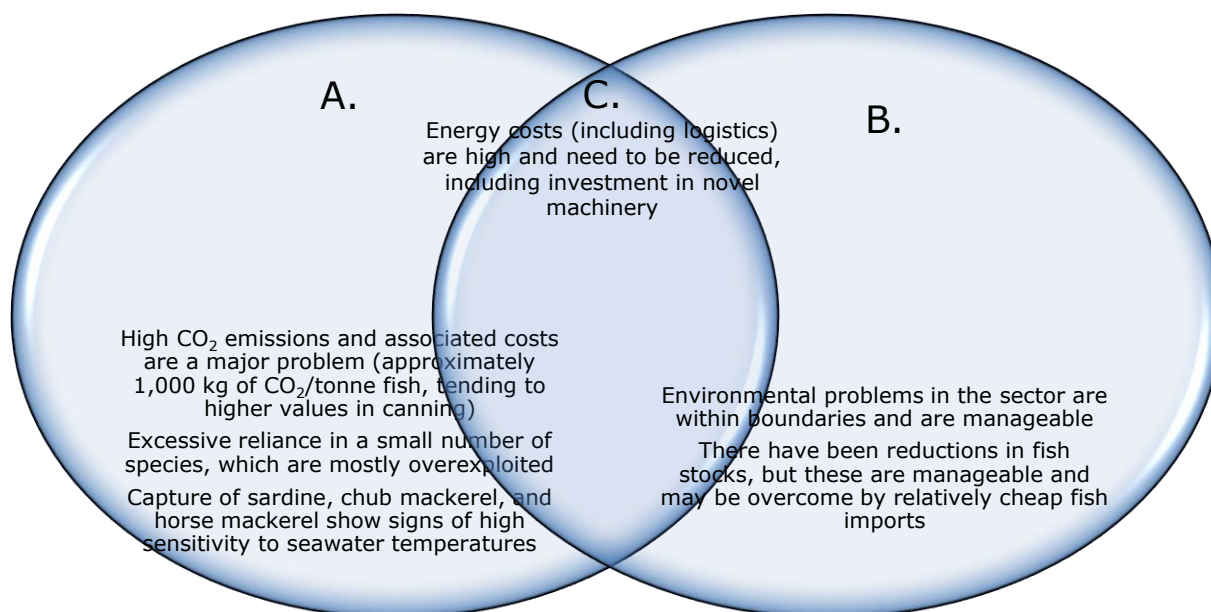 A.
C.
B.
Energy costs (including logistics)
are high and need to be reduced,
including investment in novel
machinery
High CO₂ emissions and associated costs
are a major problem (approximately
1,000 kg of CO₂/tonne fish, tending to
higher values in canning)
Excessive reliance in a small number of
species, which are mostly overexploited
Capture of sardine, chub mackerel, and
horse mackerel show signs of high
sensitivity to seawater temperatures
Environmental problems in the sector are
within boundaries and are manageable
There have been reductions in fish
stocks, but these are manageable and
may be overcome by relatively cheap fish
imports